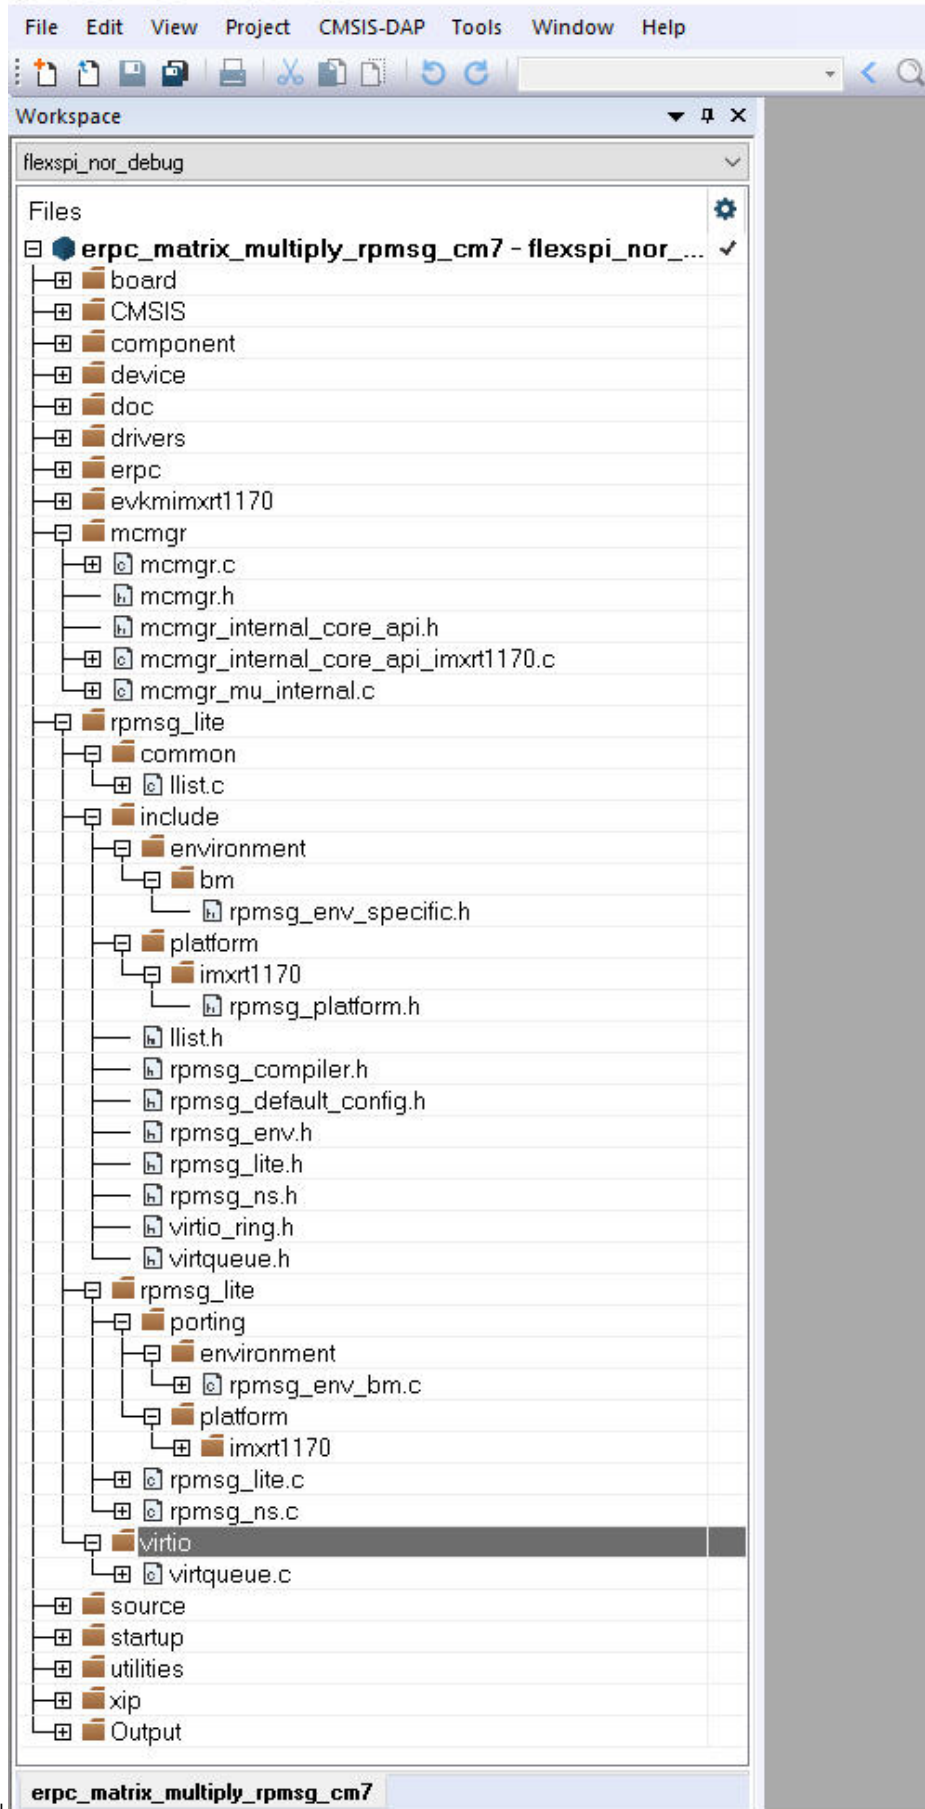 File Edit View Project CMSIS-DAP Tools Window Help
Workspace
flexspi_nor_debug
Files
erpc_matrix_multiply_rpmsg_cm7 - flexspi_nor_...
board
CMSIS
component
device
doc
drivers
erpc
evkmimxrt1170
mcmgr
mcmgr.c
mcmgr.h
mcmgr_internal_core_api.h
mcmgr_internal_core_api_imxrt1170.c
mcmgr_mu_internal.c
rpmsg_lite
common
llist.c
include
environment
bm
rpmsg_env_specific.h
platform
imxrt1170
rpmsg_platform.h
llist.h
rpmsg_compiler.h
rpmsg_default_config.h
rpmsg_env.h
rpmsg_lite.h
rpmsg_ns.h
virtio_ring.h
virtqueue.h
rpmsg_lite
porting
environment
rpmsg_env_bm.c
platform
imxrt1170
rpmsg_lite.c
rpmsg_ns.c
virtio
virtqueue.c
source
startup
utilities
xip
Output
erpc_matrix_multiply_rpmsg_cm7